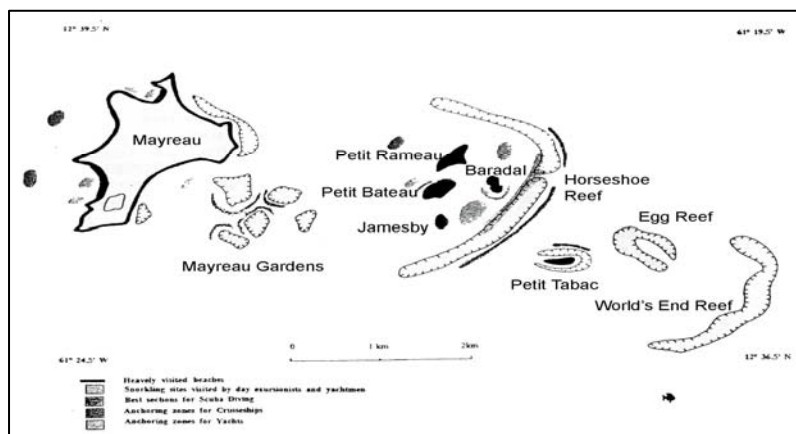 12° 39.5' N
61° 19.5' W
Mayreau
Petit Rameau
Baradal
Petit Bateau
Horseshoe
Reef
Jamesby
Egg Reef
Mayreau Gardens
Petit Tabac
World's End Reef
61° 24.5' W
12° 36.5' N
0
1 km
2km
Heavely visited beaches
Snorkling sites visited by day exursionists and yachtmen
Best sections for Scuba Diving
Anchoring zones for Cruiseships
Anchoring zones for Yachts